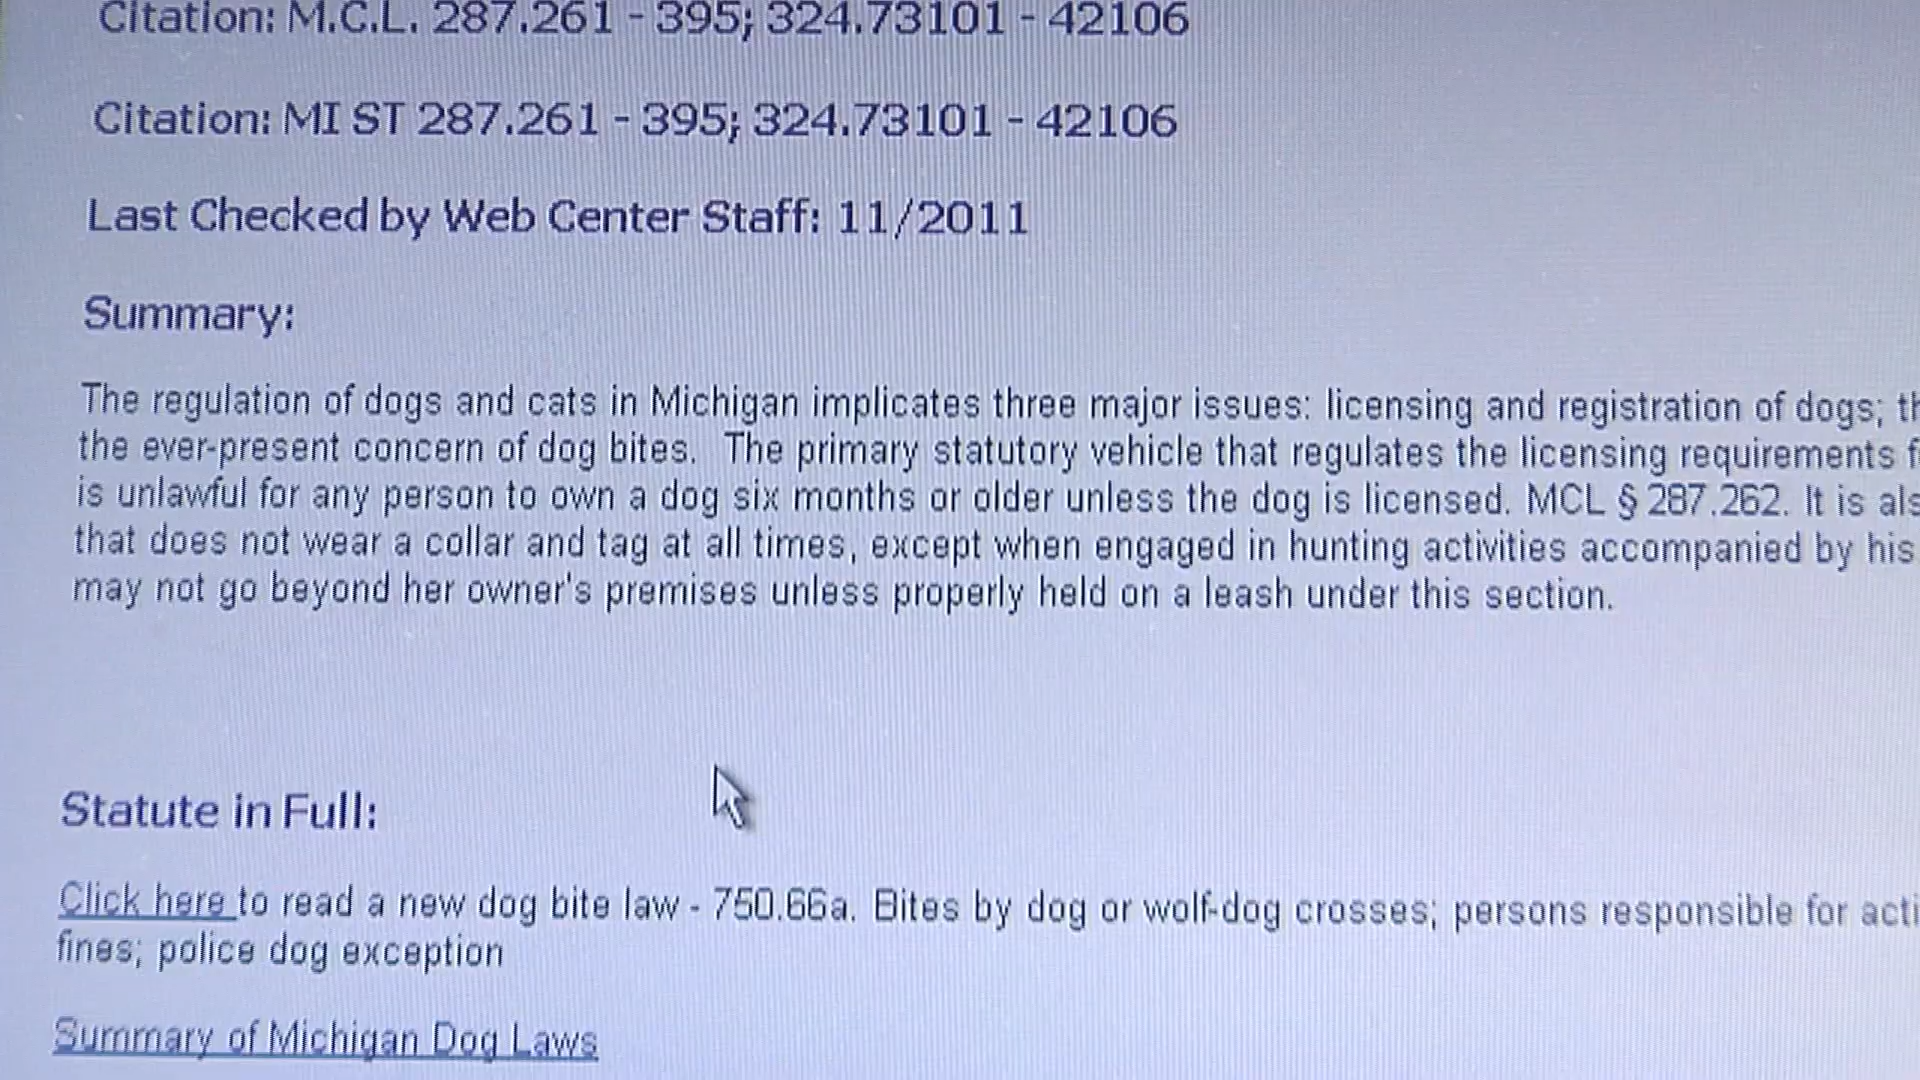 Citation: M.C.L. 287.261 - 395; 324.73101 - 42106
Citation: MI ST 287.261 - 395; 324.73101 - 42106
Last Checked by Web Center Staff: 11/2011
Summary:
The regulation of dogs and cats in Michigan implicates three major issues: licensing and registration of dogs; th
the ever-present concern of dog bites.  The primary statutory vehicle that regulates the licensing requirements f
is unlawful for any person to own a dog six months or older unless the dog is licensed. MCL § 287.262. It is als
that does not wear a collar and tag at all times, except when engaged in hunting activities accompanied by his
may not go beyond her owner's premises unless properly held on a leash under this section.
Statute in Full:
Click here to read a new dog bite law - 750.66a. Bites by dog or wolf-dog crosses; persons responsible for acti
fines; police dog exception
Summary of Michigan Dog Laws